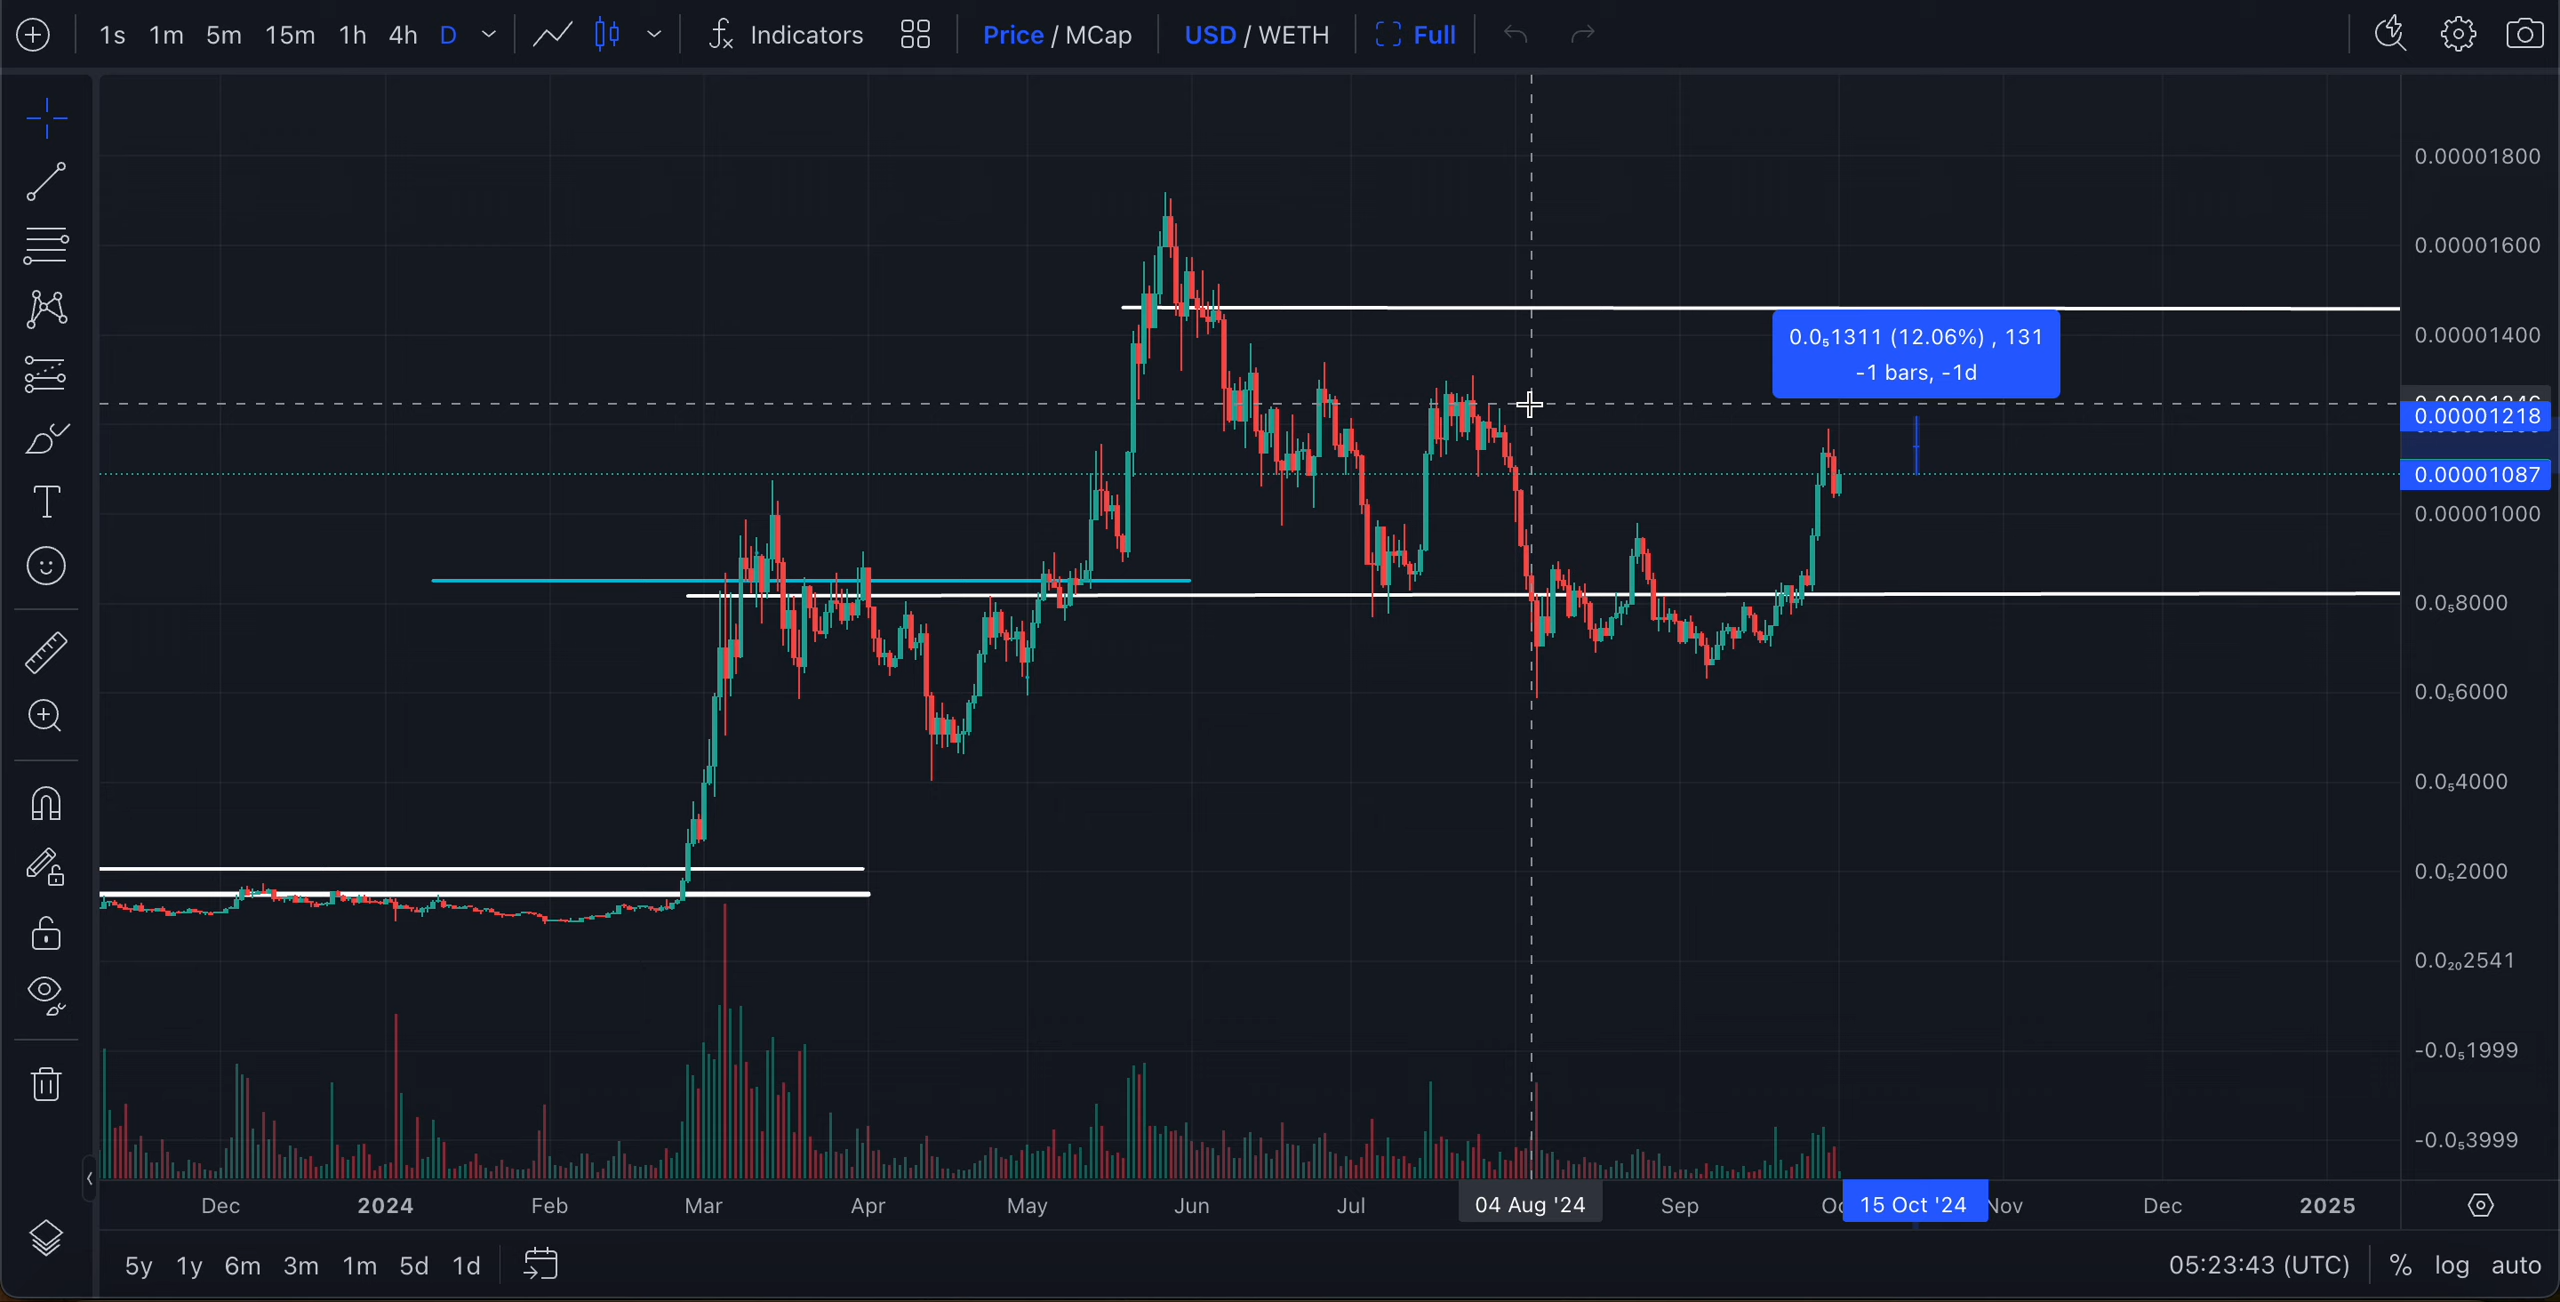 1s 1m 5m 15m 1h 4h D Indicators Price / MCap USD / WETH Full
0.00001800
0.00001600
0.00001400
0.0₅1311 (12.06%) , 131
-1 bars, -1d
0.00001218
0.00001087
0.00001000
0.0₅8000
0.0₅6000
0.0₅4000
0.0₅2000
0.0₂₀2541
-0.0₅1999
-0.0₅3999
Dec 2024 Feb Mar Apr May Jun Jul 04 Aug '24 Sep 15 Oct '24 Nov Dec 2025
5y 1y 6m 3m 1m 5d 1d 05:23:43 (UTC) % log auto